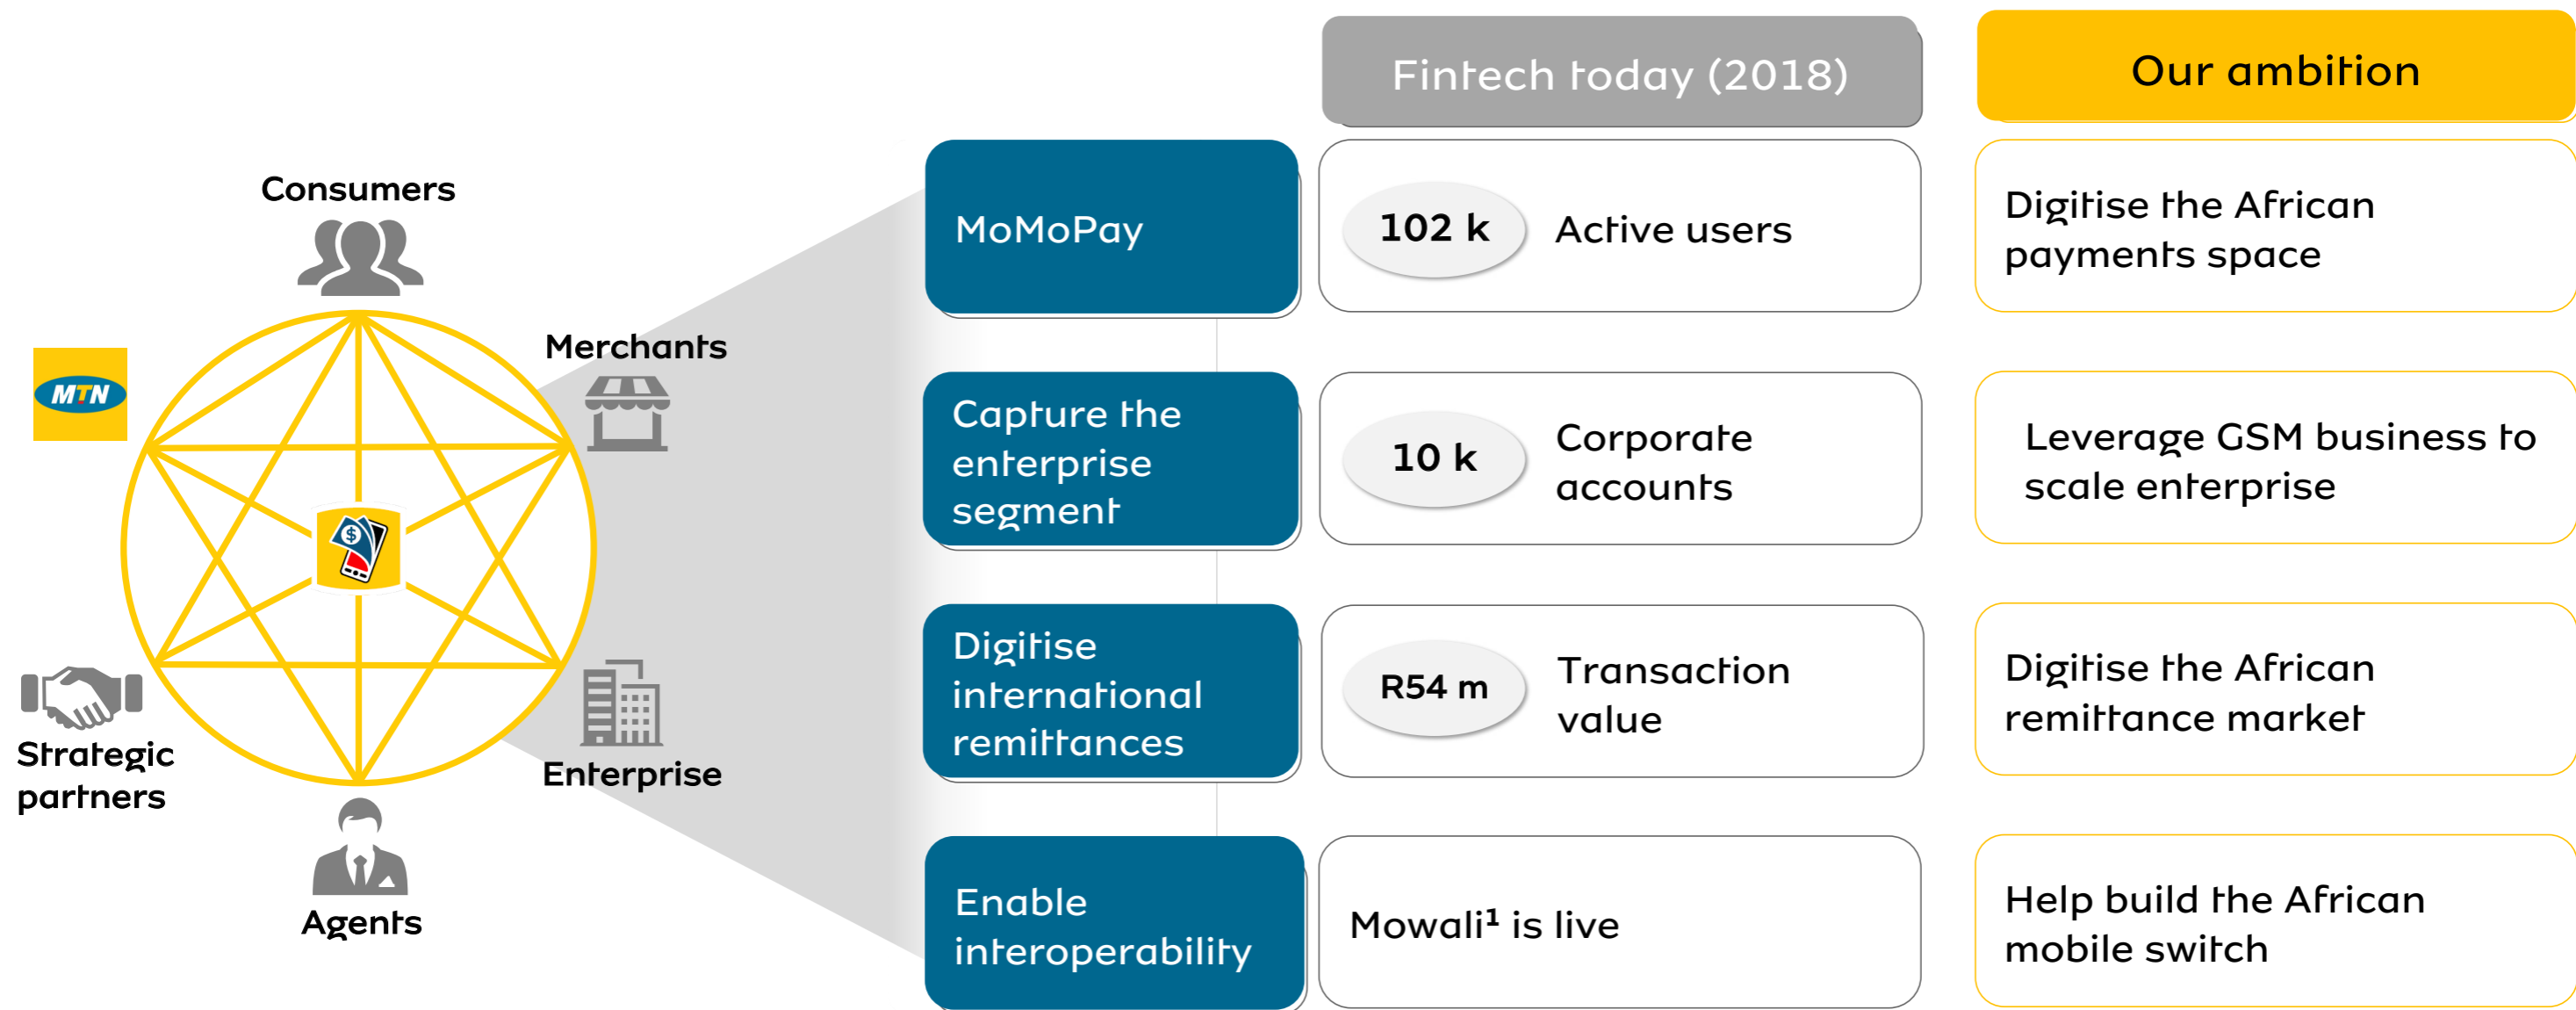 Fintech today (2018)
Our ambition
Consumers
Merchants
MTN
$
Strategic
partners
Enterprise
Agents
MoMoPay
102 k
Active users
Digitise the African
payments space
Capture the
enterprise
segment
10 k
Corporate
accounts
Leverage GSM business to
scale enterprise
Digitise
international
remittances
R54 m
Transaction
value
Digitise the African
remittance market
Enable
interoperability
Mowali¹ is live
Help build the African
mobile switch